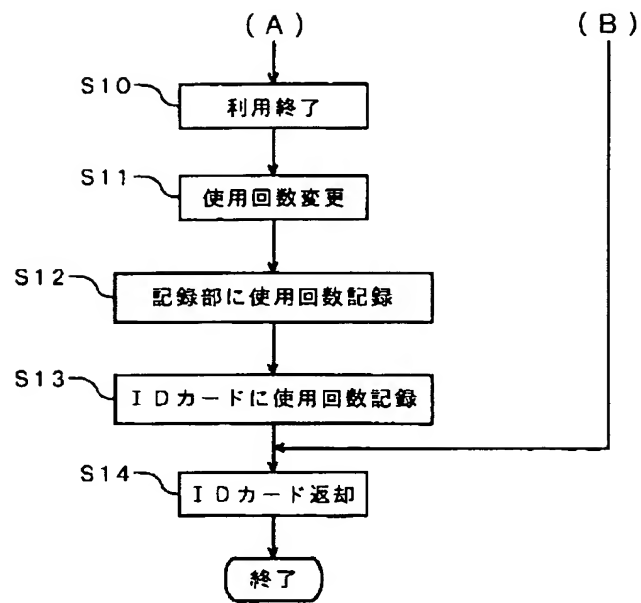 (A)
(B)
S10
利用終了
S11
使用回数変更
S12
記録部に使用回数記録
S13
IDカードに使用回数記録
S14
IDカード返却
終了